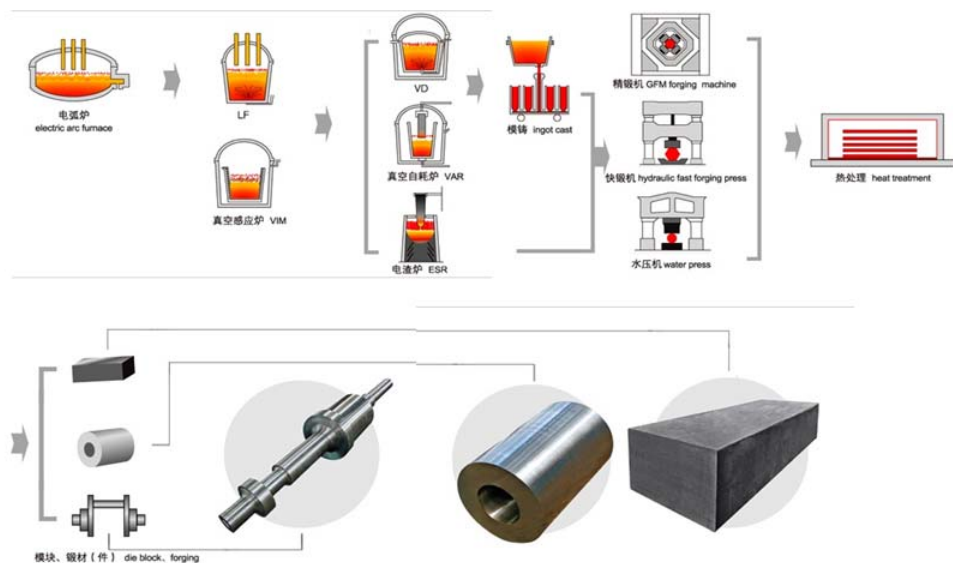 电弧炉
electric arc furnace
LF
真空感应炉 VIM
VD
真空自耗炉 VAR
电渣炉 ESR
模铸 ingot cast
精锻机 GFM forging machine
快锻机 hydraulic fast forging press
水压机 water press
热处理 heat treatment
模块、锻材（件） die block、forging